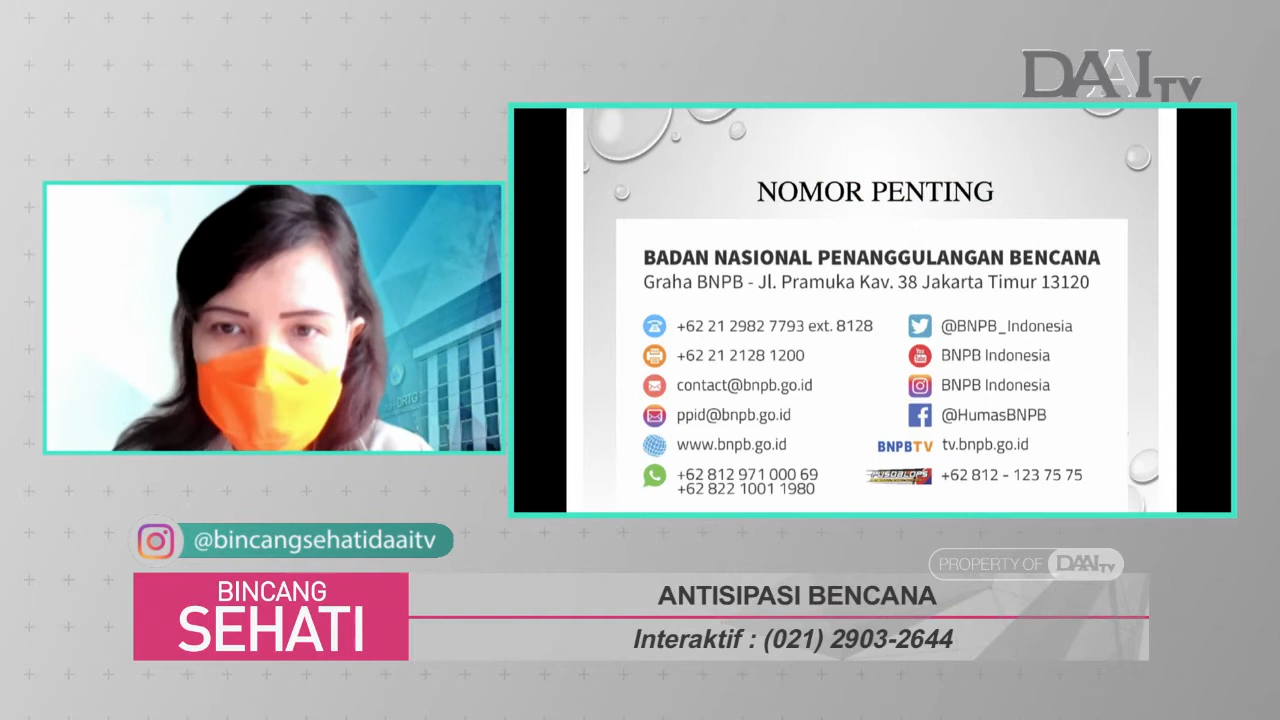 DAAI TV
NOMOR PENTING
BADAN NASIONAL PENANGGULANGAN BENCANA
Graha BNPB - Jl. Pramuka Kav. 38 Jakarta Timur 13120
+62 21 2982 7793 ext. 8128
@BNPB_Indonesia
+62 21 2128 1200
You Tube
BNPB Indonesia
contact@bnpb.go.id
BNPB Indonesia
ppid@bnpb.go.id
@HumasBNPB
www.bnpb.go.id
BNPBTV tv.bnpb.go.id
+62 812 971 000 69
+62 822 1001 1980
PUSDALOPS +62 812 - 123 75 75
DRTG
@bincangsehatidaaitv
PROPERTY OF DAAI TV
BINCANG
SEHATI
ANTISIPASI BENCANA
Interaktif : (021) 2903-2644